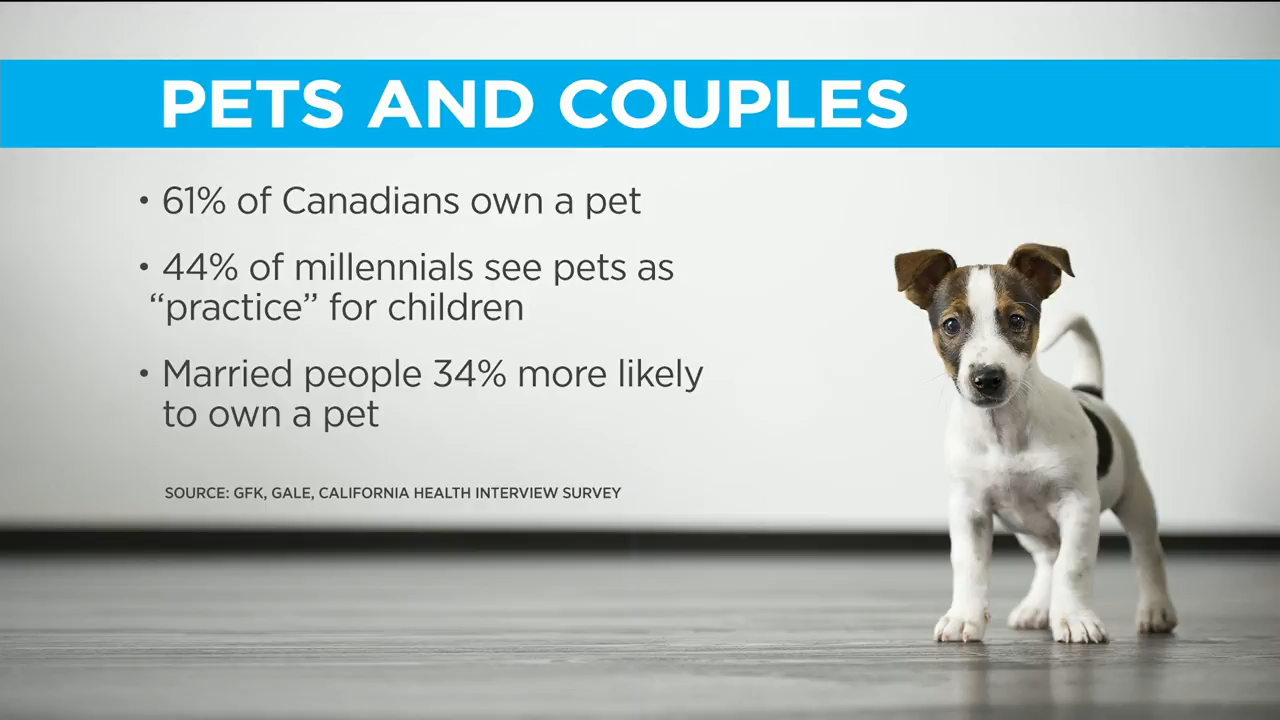 PETS AND COUPLES
• 61% of Canadians own a pet
• 44% of millennials see pets as
“practice” for children
• Married people 34% more likely
to own a pet
SOURCE: GFK, GALE, CALIFORNIA HEALTH INTERVIEW SURVEY